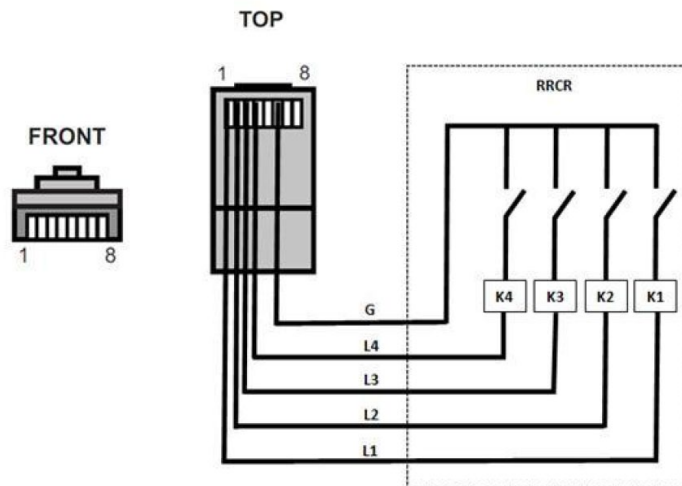 TOP
1 8
RRCR
FRONT
1 8
K4 K3 K2 K1
G
L4
L3
L2
L1